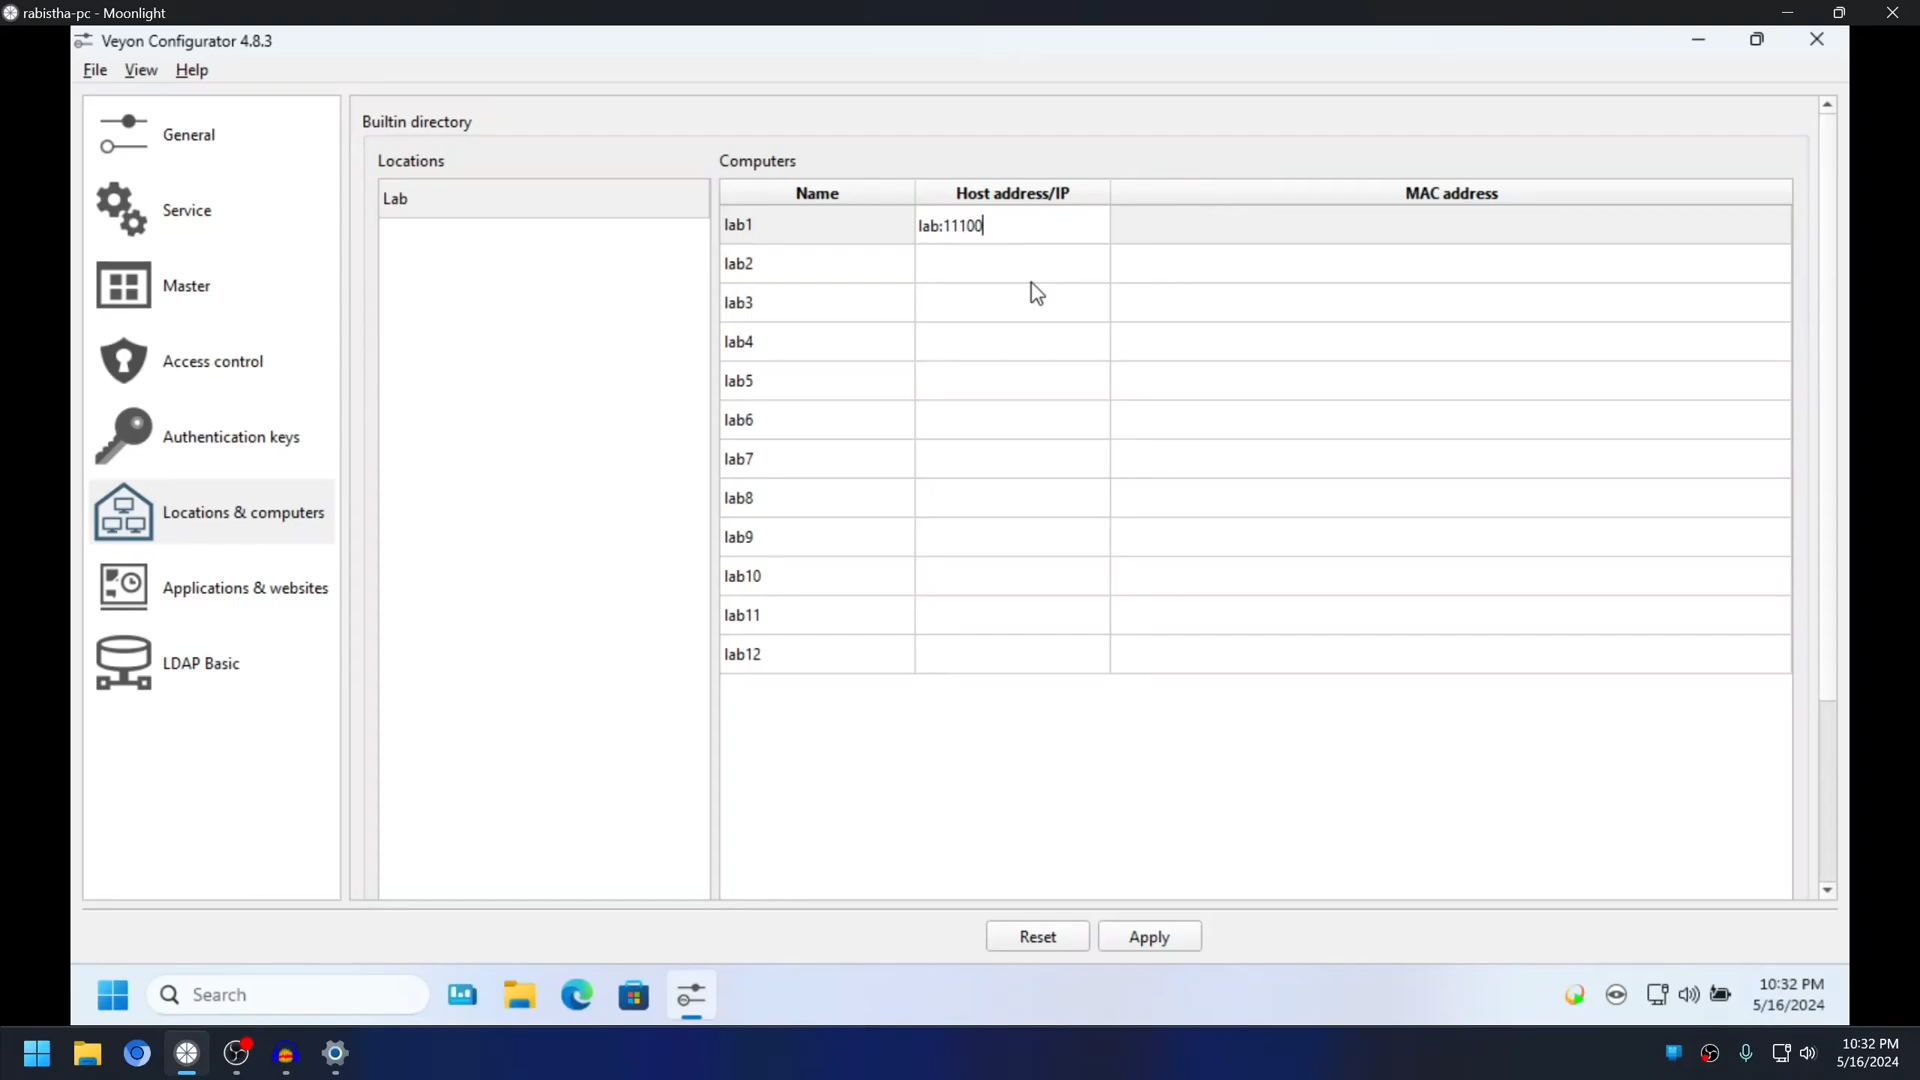 rabistha-pc - Moonlight
Veyon Configurator 4.8.3
File View Help
General
Service
Master
Access control
Authentication keys
Locations & computers
Applications & websites
LDAP Basic
Builtin directory
Locations
Lab
Computers
Name Host address/IP MAC address
lab1 lab:11100
lab2
lab3
lab4
lab5
lab6
lab7
lab8
lab9
lab10
lab11
lab12
Reset Apply
Search
10:32 PM
5/16/2024
10:32 PM
5/16/2024